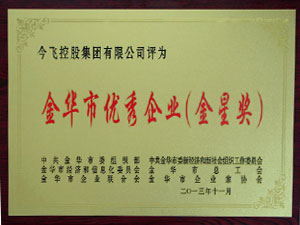 今飞控股集团有限公司评为
金华市优秀企业(金星奖)
中共金华市委组织部 中共金华市委新经济和新社会组织工作委员会
金华市经济和信息化委员会 金华市总工会
金华市企业联合会 金华市企业家协会
二○一三年十一月